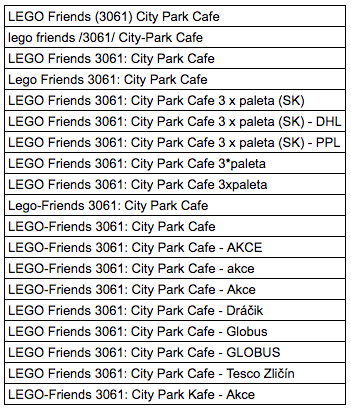 LEGO Friends (3061) City Park Cafe
lego friends /3061/ City-Park Cafe
LEGO Friends 3061: City Park Cafe
Lego Friends 3061: City Park Cafe
LEGO Friends 3061: City Park Cafe 3 x paleta (SK)
LEGO Friends 3061: City Park Cafe 3 x paleta (SK) - DHL
LEGO Friends 3061: City Park Cafe 3 x paleta (SK) - PPL
LEGO Friends 3061: City Park Cafe 3*paleta
LEGO Friends 3061: City Park Cafe 3xpaleta
Lego-Friends 3061: City Park Cafe
LEGO-Friends 3061: City Park Cafe
LEGO-Friends 3061: City Park Cafe - AKCE
LEGO-Friends 3061: City Park Cafe - akce
LEGO-Friends 3061: City Park Cafe - Akce
LEGO-Friends 3061: City Park Cafe - Dráčik
LEGO-Friends 3061: City Park Cafe - Globus
LEGO-Friends 3061: City Park Cafe - GLOBUS
LEGO-Friends 3061: City Park Cafe - Tesco Zličín
LEGO-Friends 3061: City Park Kafe - Akce